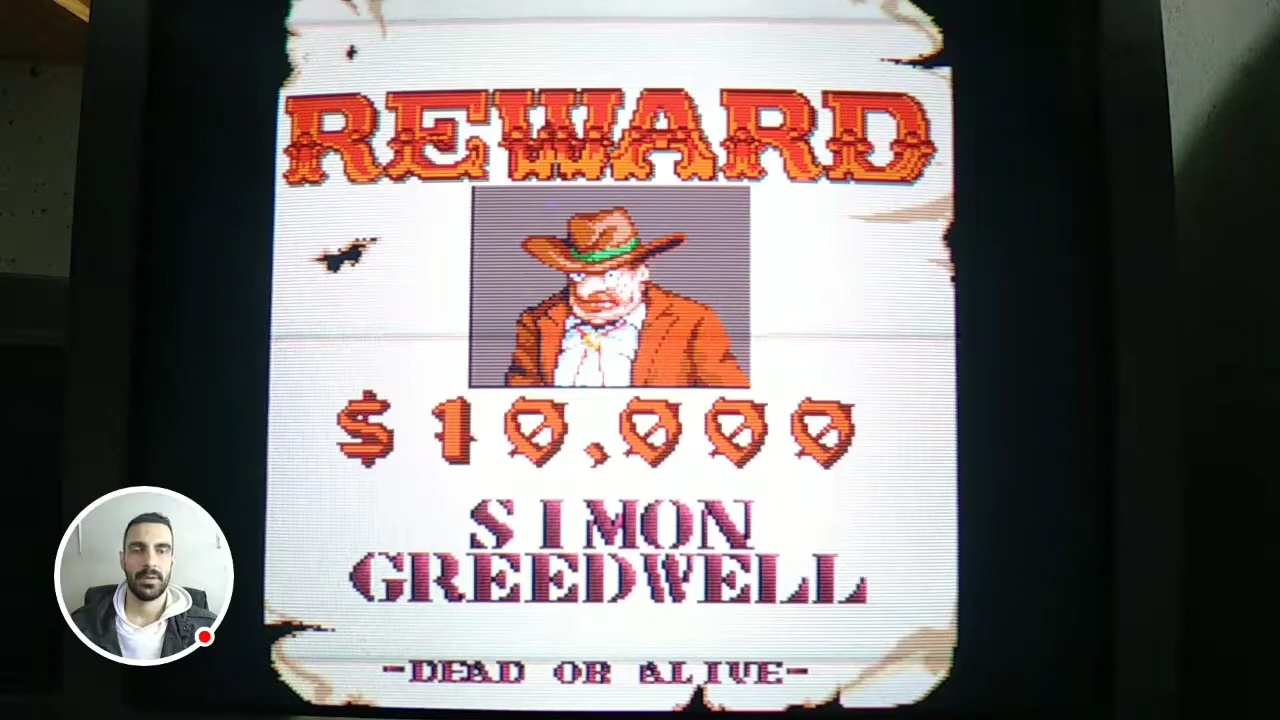 REWARD
$10,000
SIMON
GREEDWELL
-DEAD OR ALIVE-